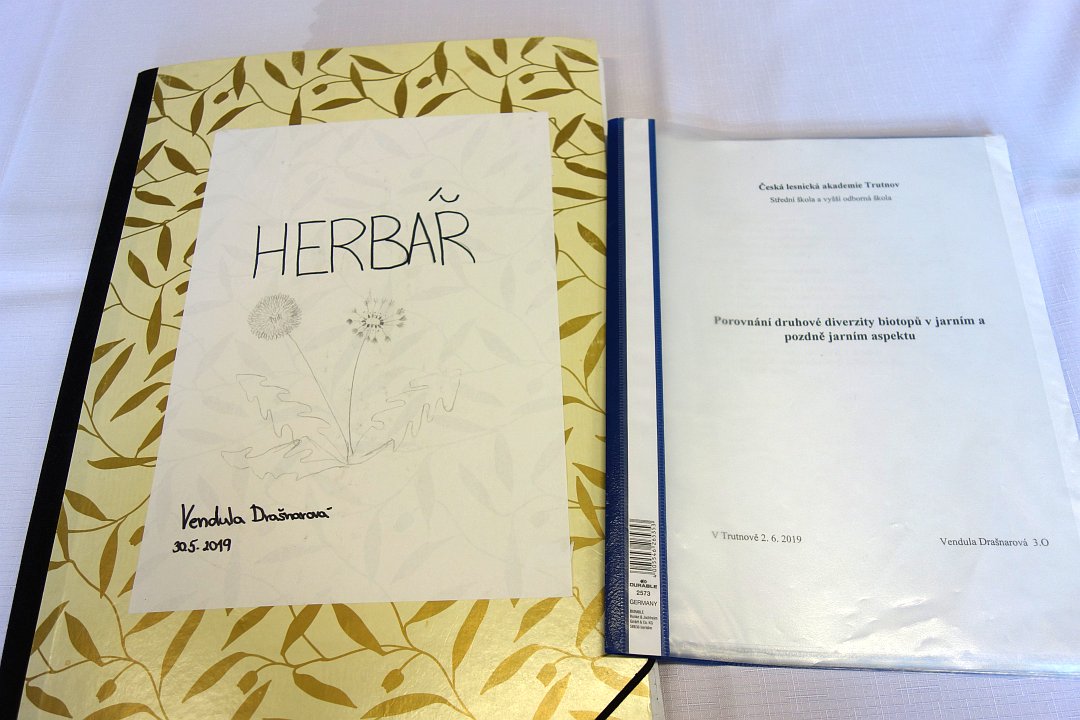 HERBÁŘ
Vendula Drašnarová
30.5.2019
Česká lesnická akademie Trutnov
Střední škola a vyšší odborná škola
Porovnání druhové diverzity biotopů v jarním a
pozdně jarním aspektu
V Trutnově 2. 6. 2019
Vendula Drašnarová 3.O
DURABLE
2573
GERMANY